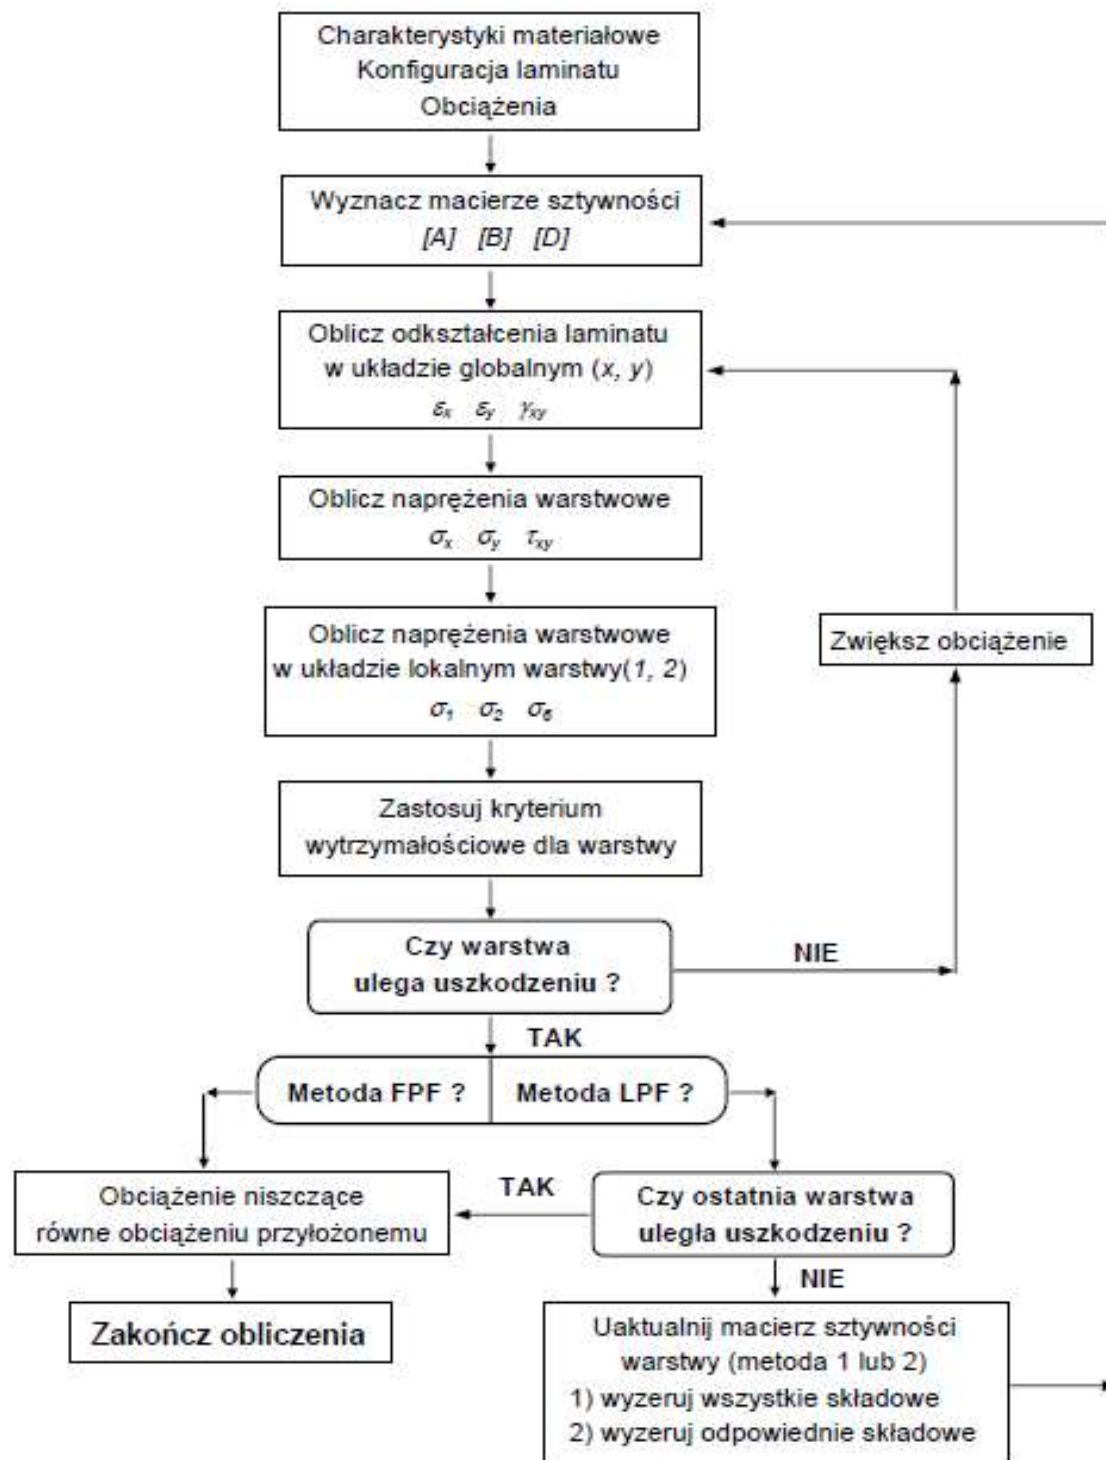 Charakterystyki materiałowe
Konfiguracja laminatu
Obciążenia
Wyznacz macierze sztywności
[A] [B] [D]
Oblicz odkształcenia laminatu
w układzie globalnym (x, y)
εx εy γxy
Oblicz naprężenia warstwowe
σx σy τxy
Oblicz naprężenia warstwowe
w układzie lokalnym warstwy(1, 2)
σ1 σ2 σ6
Zwiększ obciążenie
Zastosuj kryterium
wytrzymałościowe dla warstwy
Czy warstwa
ulega uszkodzeniu ?
NIE
TAK
Metoda FPF ?
Metoda LPF ?
Obciążenie niszczące
równe obciążeniu przyłożonemu
TAK
Czy ostatnia warstwa
uległa uszkodzeniu ?
NIE
Zakończ obliczenia
Uaktualnij macierz sztywności
warstwy (metoda 1 lub 2)
1) wyzeruj wszystkie składowe
2) wyzeruj odpowiednie składowe